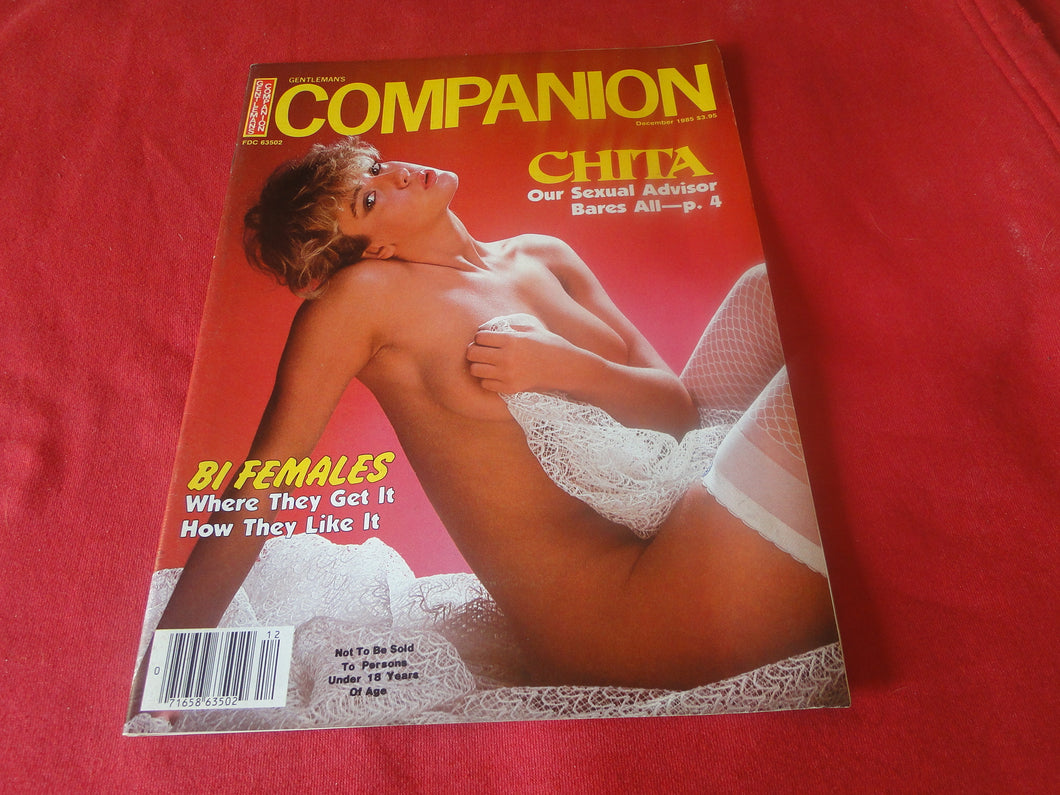 GENTLEMAN'S
COMPANION
GENTLEMANS
COMPANION
FDC 63502
December 1985 $3.95
CHITA
Our Sexual Advisor
Bares All—p. 4
BI FEMALES
Where They Get It
How They Like It
12
0
71658 63502
Not To Be Sold
To Persons
Under 18 Years
Of Age